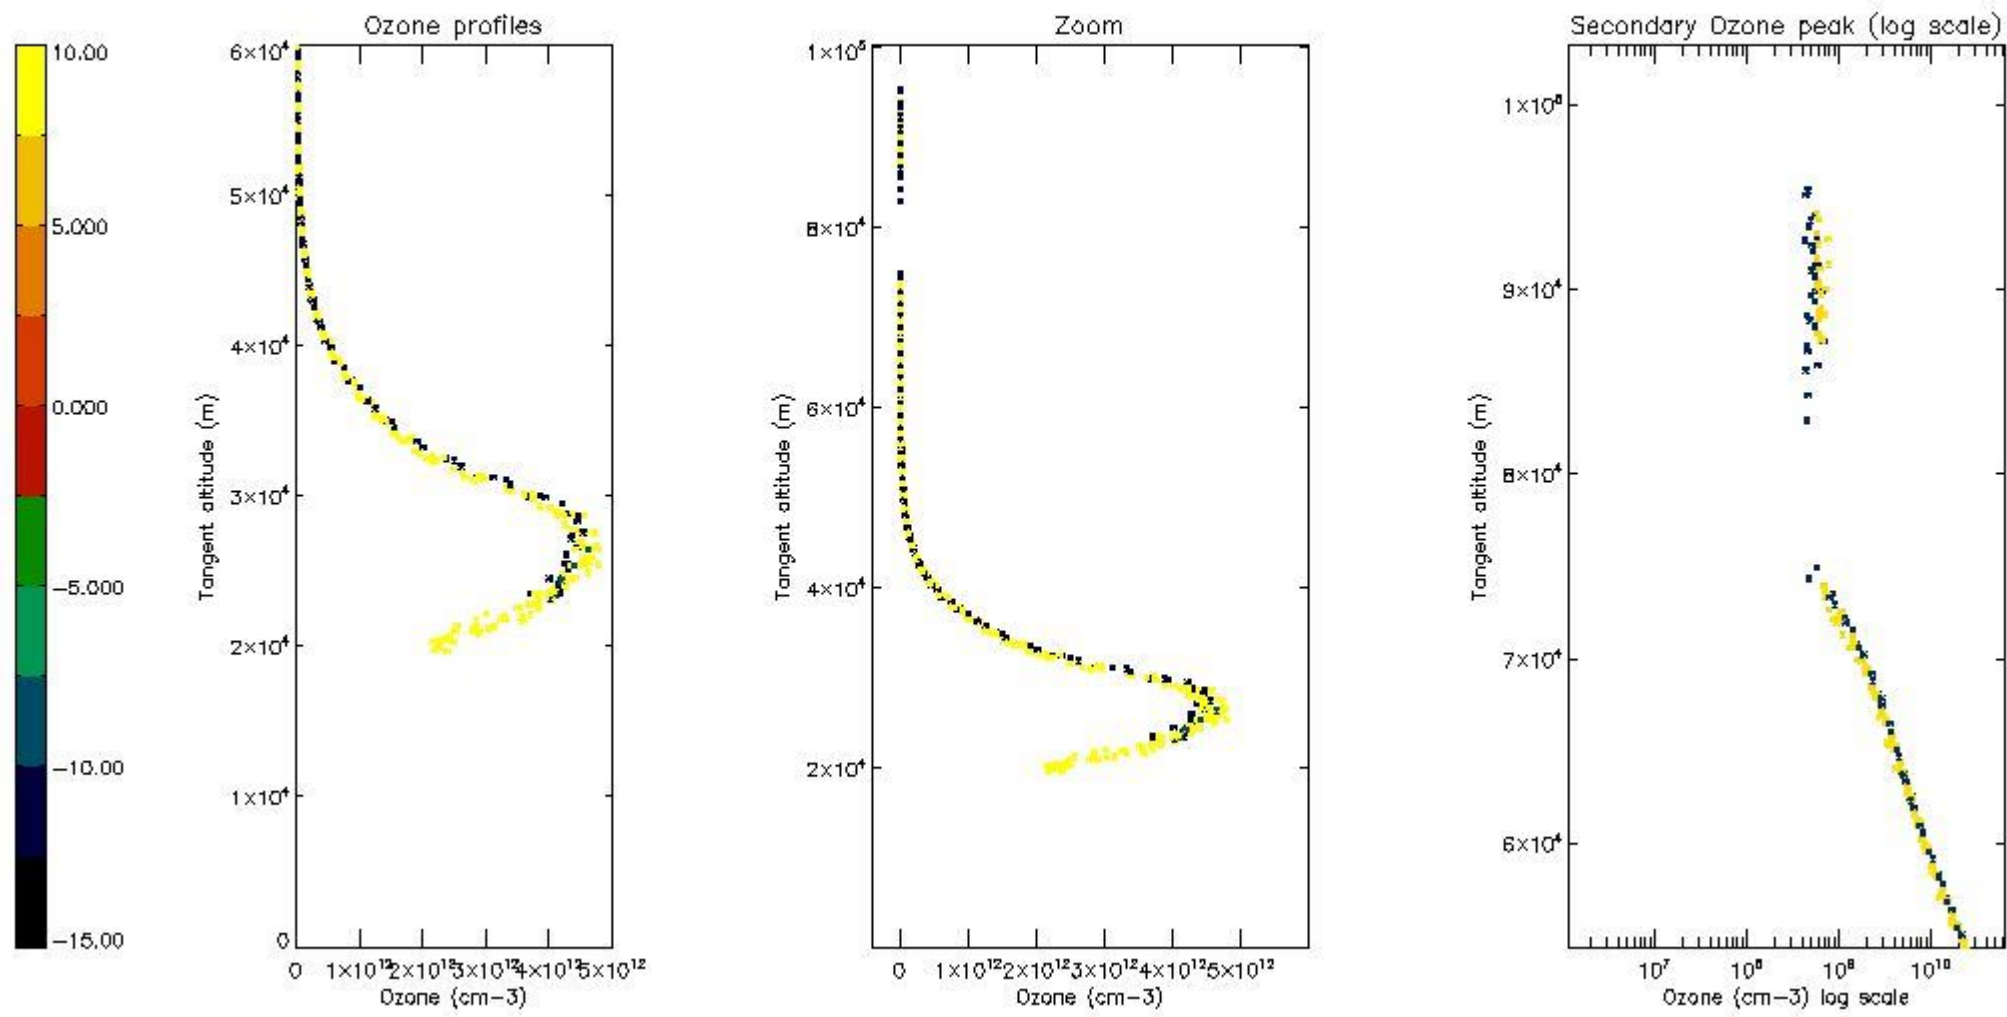 Ozone profiles
Zoom
Secondary Ozone peak (log scale)
10.00
5.000
0.000
−5.000
−10.00
−15.00
6×10⁴
5×10⁴
4×10⁴
3×10⁴
2×10⁴
1×10⁴
0
Tangent altitude (m)
0 1×10¹² 2×10¹² 3×10¹² 4×10¹² 5×10¹²
Ozone (cm−3)
1×10⁵
8×10⁴
6×10⁴
4×10⁴
2×10⁴
Tangent altitude (m)
0 1×10¹² 2×10¹² 3×10¹² 4×10¹² 5×10¹²
Ozone (cm−3)
9×10⁴
8×10⁴
7×10⁴
6×10⁴
Tangent altitude (m)
10⁷ 10¹⁰
Ozone (cm−3) log scale